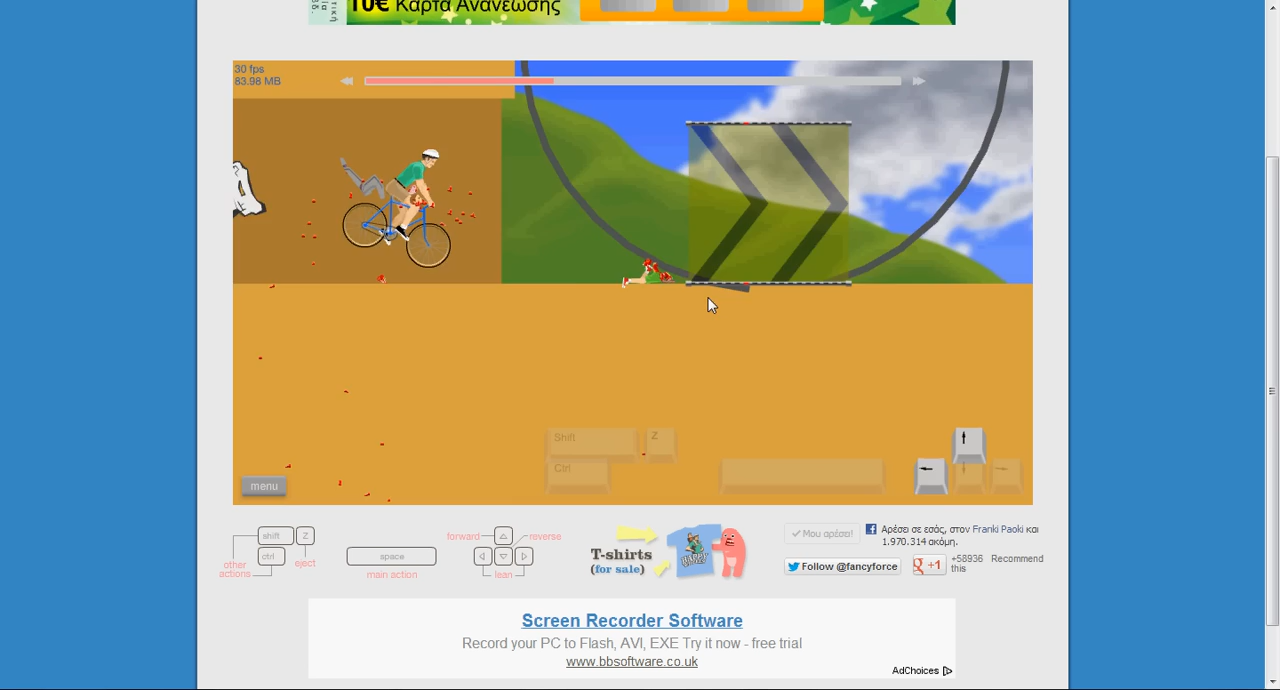 10€ Κάρτα Ανανέωσης
30 fps
83.98 MB
Shift
Z
Ctrl
menu
shift
Z
ctrl
other
actions
eject
space
main action
forward
reverse
lean
T-shirts
(for sale)
Μου αρέσει!
Αρέσει σε εσάς, στον Franki Paoki και
1.970.314 ακόμη.
Follow @fancyforce
+1
+58936 Recommend
this
Screen Recorder Software
Record your PC to Flash, AVI, EXE Try it now - free trial
www.bbsoftware.co.uk
AdChoices